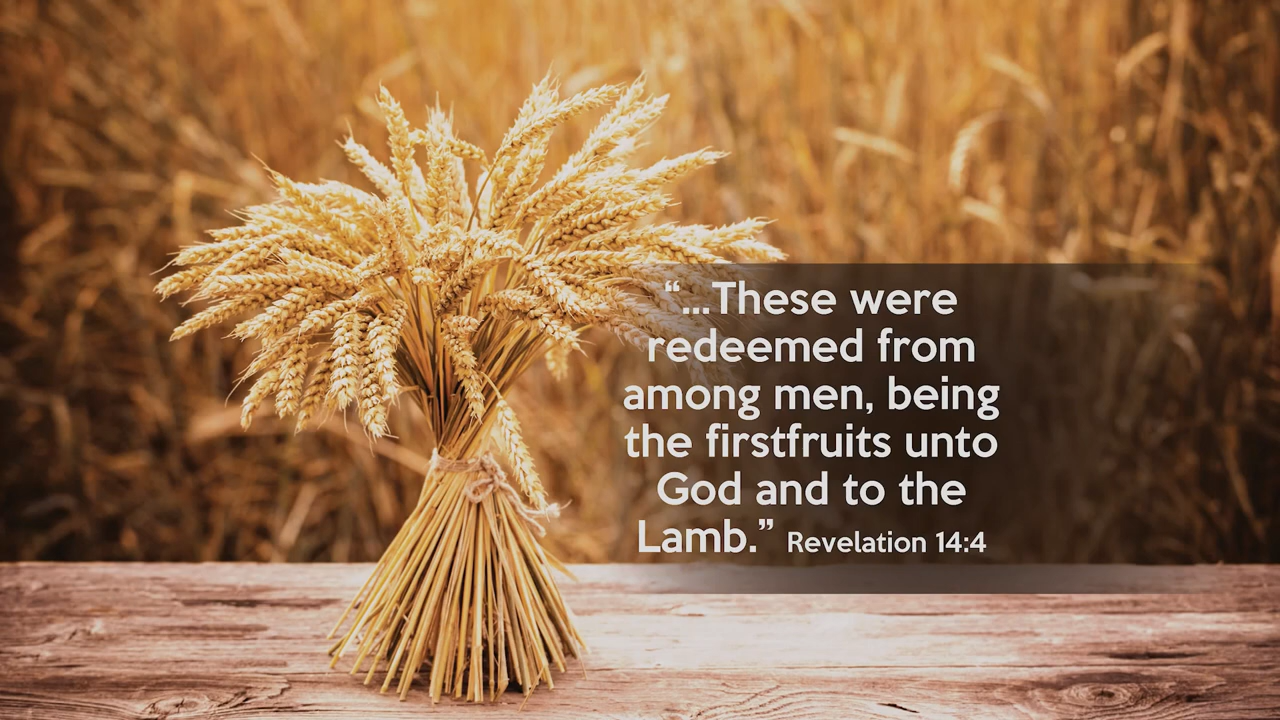 “...These were
redeemed from
among men, being
the firstfruits unto
God and to the
Lamb.” Revelation 14:4